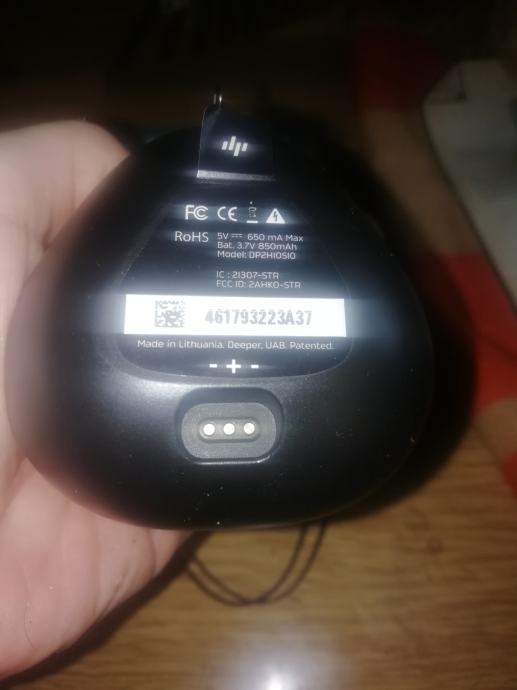 FC CE
RoHS 5V 650 mA Max
Bat. 3.7V 850mAh
Model: DP2H10S10
IC : 21307-STR
FCC ID: 2AHKO-STR
461793223A37
Made in Lithuania. Deeper, UAB. Patented.
- + -